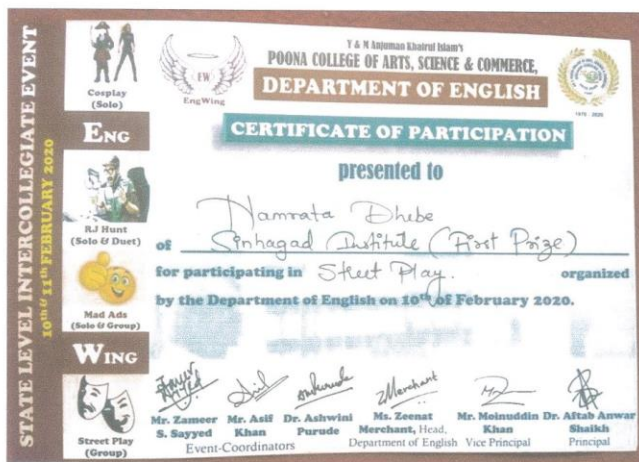 STATE LEVEL INTERCOLLEGIATE EVENT
10th & 11th FEBRUARY 2020
Cosplay
(Solo)
ENG
RJ Hunt
(Solo & Duet)
Mad Ads
(Solo & Group)
WING
Street Play
(Group)
EW
EngWing
Y & M Anjuman Khairul Islam's
POONA COLLEGE OF ARTS, SCIENCE & COMMERCE,
DEPARTMENT OF ENGLISH
1970 - 2020
CERTIFICATE OF PARTICIPATION
presented to
Namrata Dhebe
of Sinhagad Institute (First Prize)
for participating in Street Play. organized
by the Department of English on 10th of February 2020.
Mr. Zameer Mr. Asif Dr. Ashwini Ms. Zeenat Mr. Moinuddin Dr. Aftab Anwar
S. Sayyed Khan Purude Merchant, Head, Khan Shaikh
Event-Coordinators Department of English Vice Principal Principal